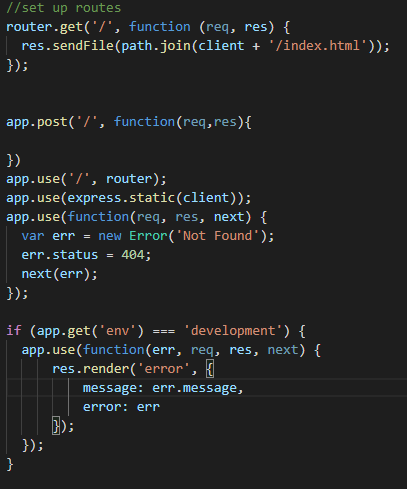 //set up routes
router.get('/', function (req, res) {
  res.sendFile(path.join(client + '/index.html'));
});
app.post('/', function(req,res){
})
app.use('/', router);
app.use(express.static(client));
app.use(function(req, res, next) {
  var err = new Error('Not Found');
  err.status = 404;
  next(err);
});
if (app.get('env') === 'development') {
  app.use(function(err, req, res, next) {
      res.render('error', {
          message: err.message,
          error: err
      });
  });
}